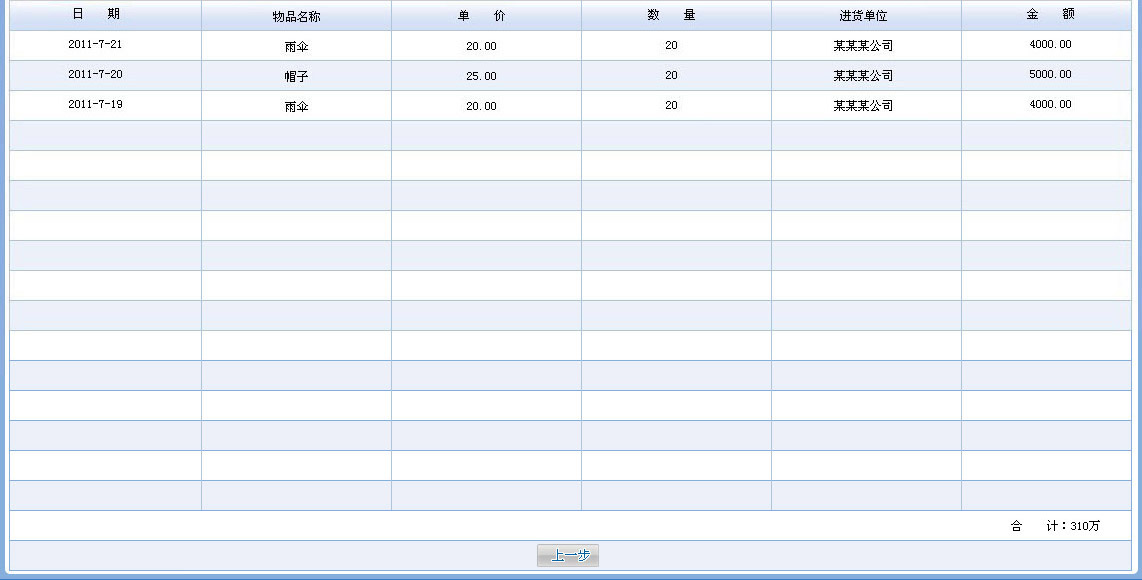 日 期 物品名称 单 价 数 量 进货单位 金 额
2011-7-21 雨伞 20.00 20 某某某公司 4000.00
2011-7-20 帽子 25.00 20 某某某公司 5000.00
2011-7-19 雨伞 20.00 20 某某某公司 4000.00
合 计：310万
上一步